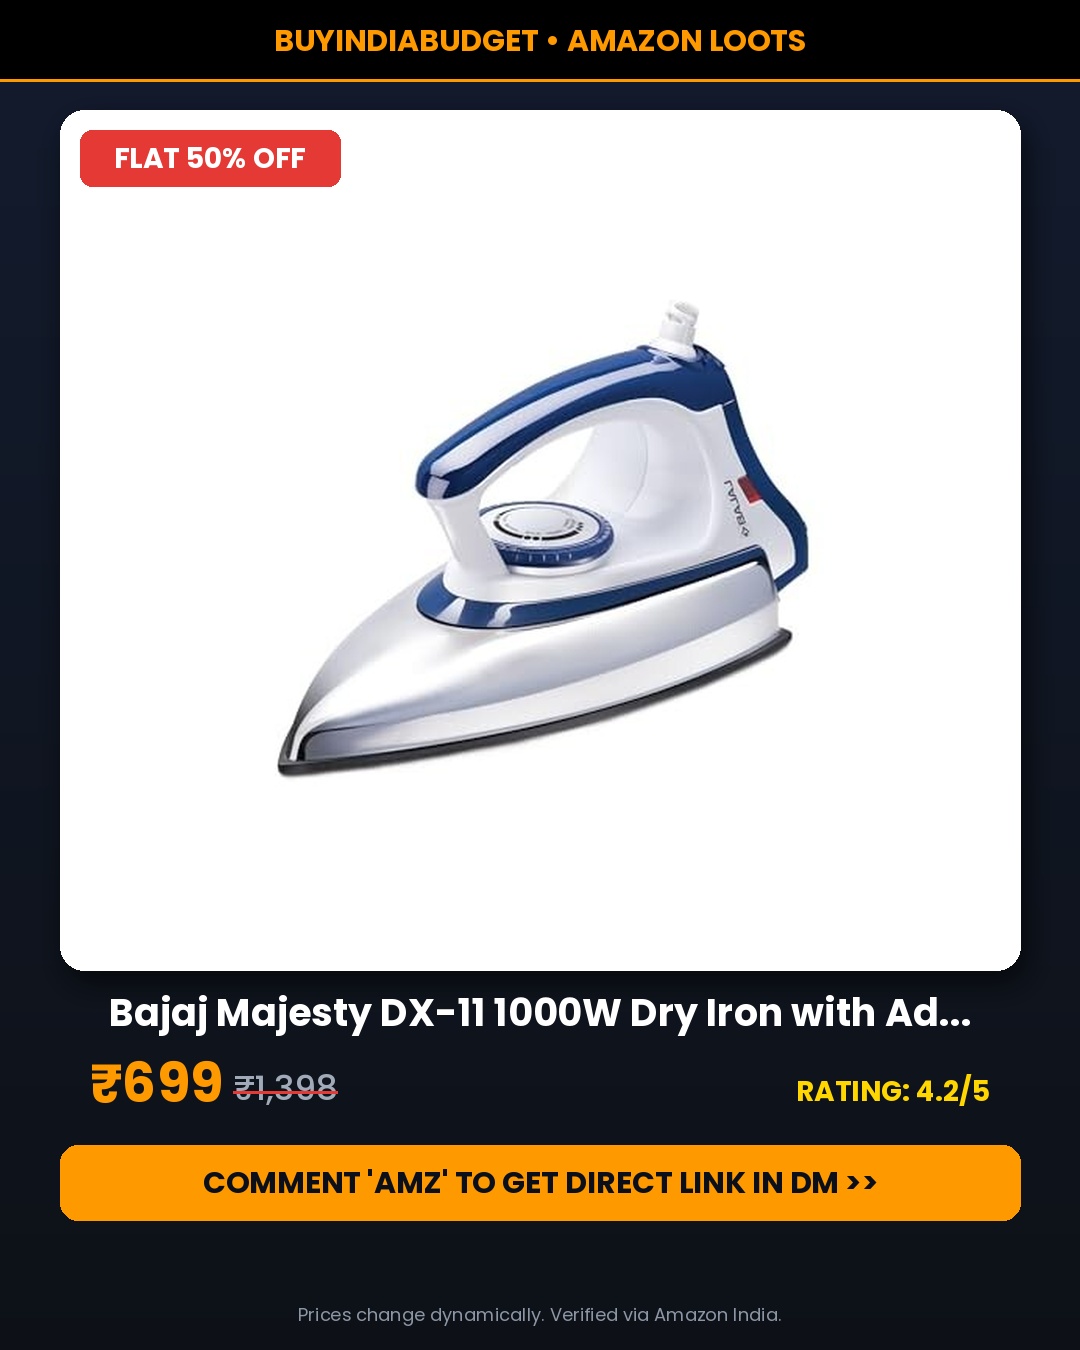 BUYINDIABUDGET • AMAZON LOOTS
FLAT 50% OFF
BAJAJ
Bajaj Majesty DX-11 1000W Dry Iron with Ad...
₹699 ₹1,398
RATING: 4.2/5
COMMENT 'AMZ' TO GET DIRECT LINK IN DM >>
Prices change dynamically. Verified via Amazon India.